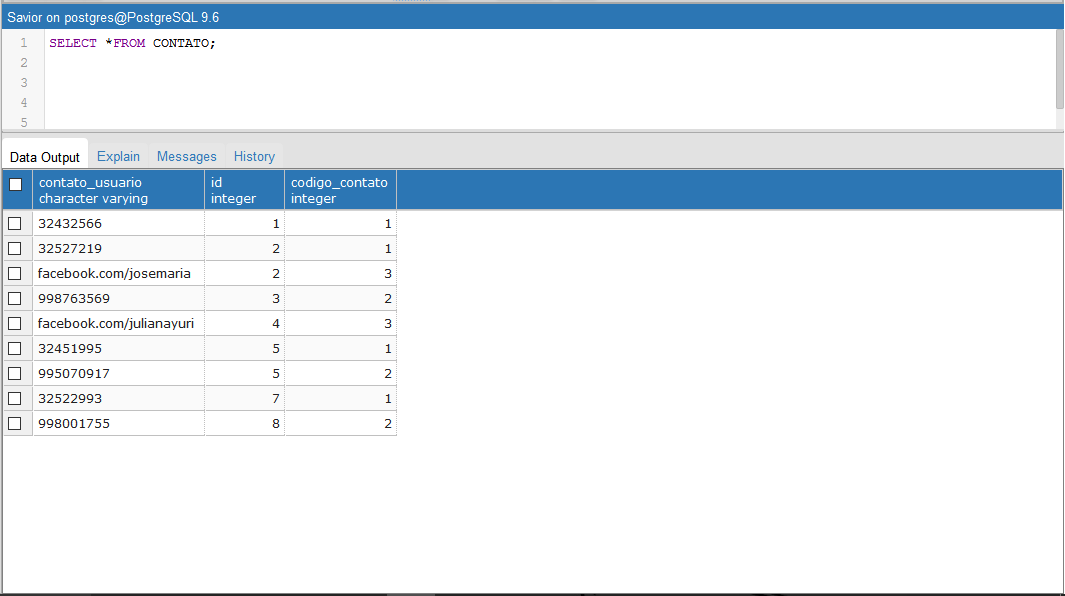 Savior on postgres@PostgreSQL 9.6
1 SELECT *FROM CONTATO;
2
3
4
5
Data Output Explain Messages History
contato_usuario id codigo_contato
character varying integer integer
32432566 1 1
32527219 2 1
facebook.com/josemaria 2 3
998763569 3 2
facebook.com/julianayuri 4 3
32451995 5 1
995070917 5 2
32522993 7 1
998001755 8 2